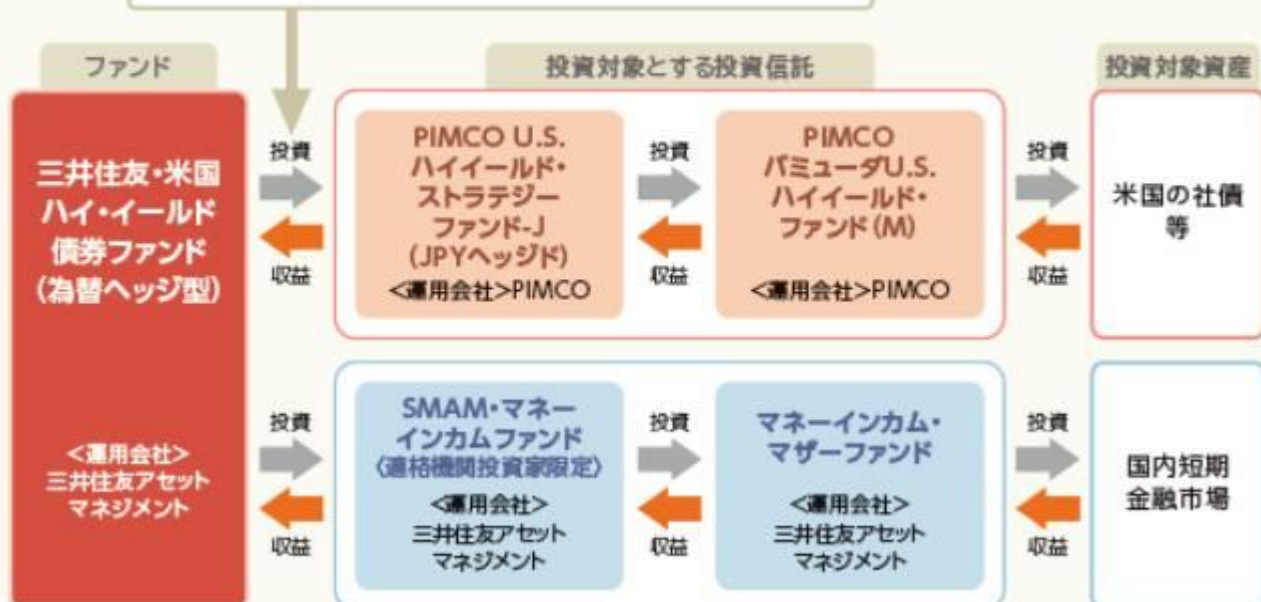 ファンド
投資対象とする投資信託
投資対象資産
三井住友・米国
ハイ・イールド
債券ファンド
(為替ヘッジ型)
<運用会社>
三井住友アセット
マネジメント
投資
収益
PIMCO U.S.
ハイイールド・
ストラテジー
ファンド-J
(JPYヘッジド)
<運用会社>PIMCO
投資
収益
PIMCO
バミューダU.S.
ハイイールド・
ファンド(M)
<運用会社>PIMCO
投資
収益
米国の社債
等
投資
収益
SMAM・マネー
インカムファンド
(適格機関投資家限定)
<運用会社>
三井住友アセット
マネジメント
投資
収益
マネーインカム・
マザーファンド
<運用会社>
三井住友アセット
マネジメント
投資
収益
国内短期
金融市場